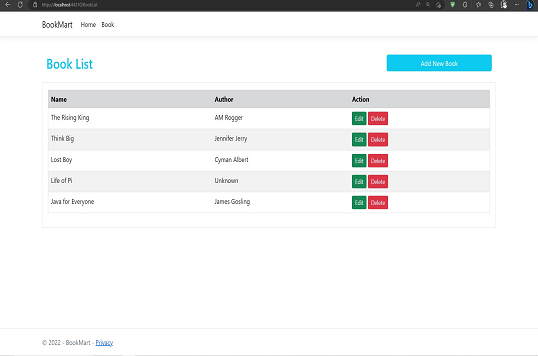 https://localhost:44370/BookList
BookMart Home Book
Book List
Add New Book
Name Author Action
The Rising King AM Rogger Edit Delete
Think Big Jennifer Jerry Edit Delete
Lost Boy Cyman Albert Edit Delete
Life of Pi Unknown Edit Delete
Java for Everyone James Gosling Edit Delete
© 2022 - BookMart - Privacy